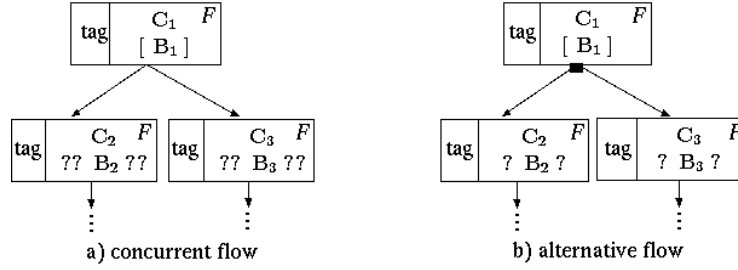 tag C₁ F
[ B₁ ]
tag C₂ F
?? B₂ ??
tag C₃ F
?? B₃ ??
a) concurrent flow
tag C₁ F
[ B₁ ]
tag C₂ F
? B₂ ?
tag C₃ F
? B₃ ?
b) alternative flow